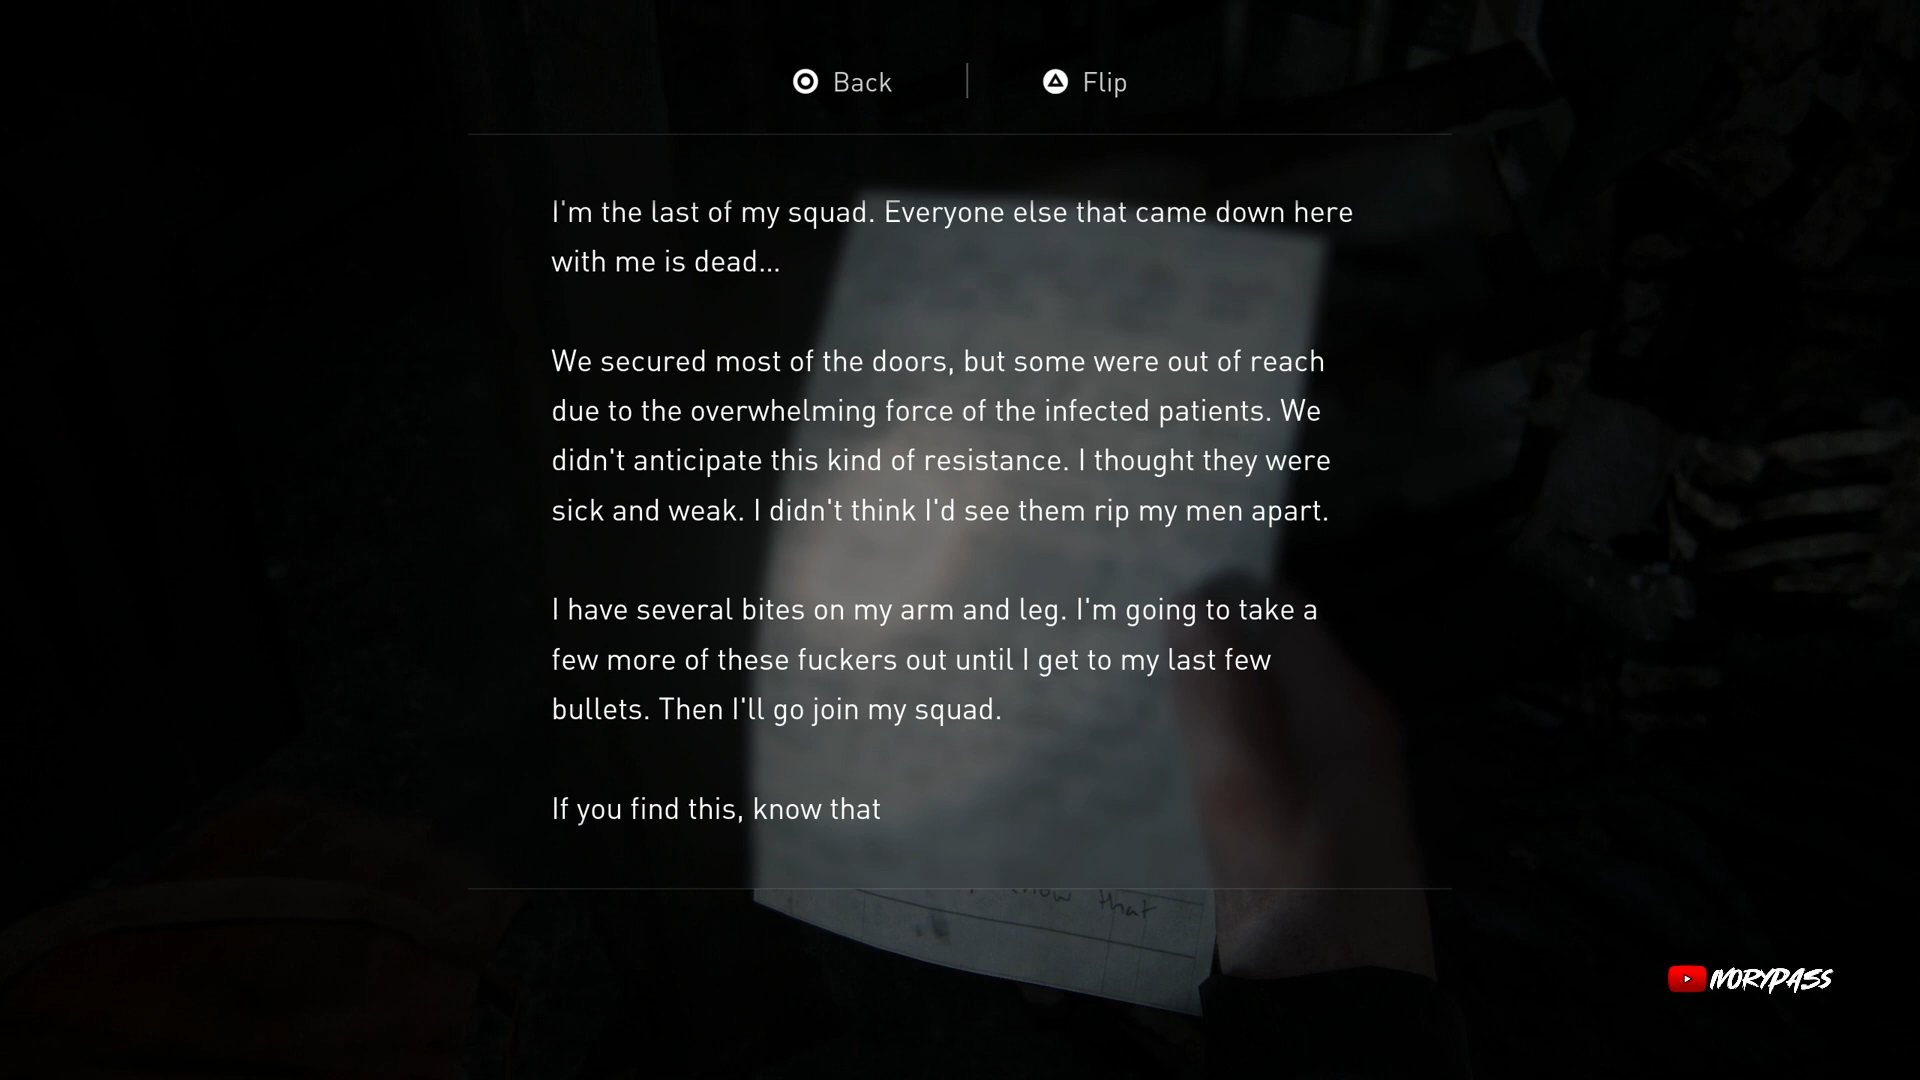 Back
Flip
I'm the last of my squad. Everyone else that came down here
with me is dead...
We secured most of the doors, but some were out of reach
due to the overwhelming force of the infected patients. We
didn't anticipate this kind of resistance. I thought they were
sick and weak. I didn't think I'd see them rip my men apart.
I have several bites on my arm and leg. I'm going to take a
few more of these fuckers out until I get to my last few
bullets. Then I'll go join my squad.
If you find this, know that
know that
IVORYPASS